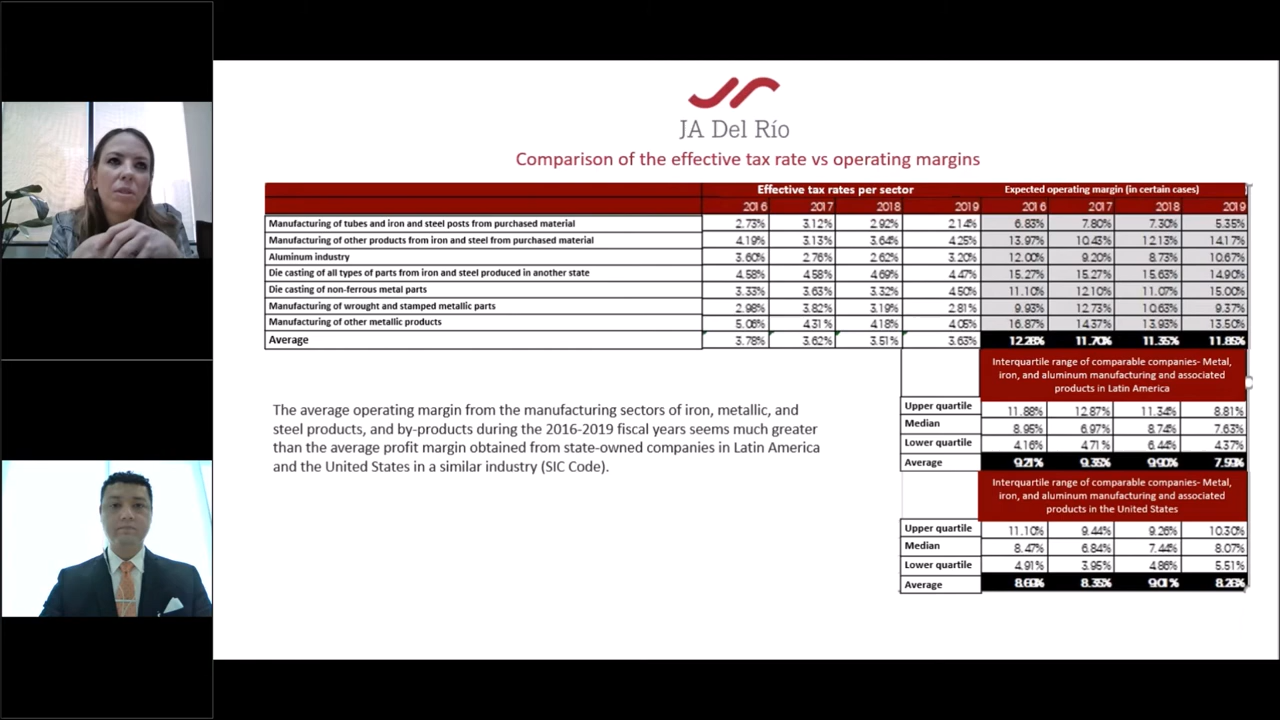 JA Del Río
Comparison of the effective tax rate vs operating margins
Effective tax rates per sector Expected operating margin (in certain cases)
2016 2017 2018 2019 2016 2017 2018 2019
Manufacturing of tubes and iron and steel posts from purchased material 2.73% 3.12% 2.92% 2.14% 6.83% 7.80% 7.30% 5.35%
Manufacturing of other products from iron and steel from purchased material 4.19% 3.13% 3.64% 4.25% 13.97% 10.43% 12.13% 14.17%
Aluminum industry 3.60% 2.76% 2.62% 3.20% 12.00% 9.20% 8.73% 10.67%
Die casting of all types of parts from iron and steel produced in another state 4.58% 4.58% 4.69% 4.47% 15.27% 15.27% 15.63% 14.90%
Die casting of non-ferrous metal parts 3.33% 3.63% 3.32% 4.50% 11.10% 12.10% 11.07% 15.00%
Manufacturing of wrought and stamped metallic parts 2.98% 3.82% 3.19% 2.81% 9.93% 12.73% 10.63% 9.37%
Manufacturing of other metallic products 5.06% 4.31% 4.18% 4.05% 16.87% 14.37% 13.93% 13.50%
Average 3.78% 3.62% 3.51% 3.63% 12.28% 11.70% 11.35% 11.85%
Interquartile range of comparable companies- Metal,
iron, and aluminum manufacturing and associated
products in Latin America
Upper quartile 11.88% 12.87% 11.34% 8.81%
Median 8.95% 6.97% 8.74% 7.63%
Lower quartile 4.16% 4.71% 6.44% 4.37%
Average 9.21% 9.35% 9.90%
The average operating margin from the manufacturing sectors of iron, metallic, and
steel products, and by-products during the 2016-2019 fiscal years seems much greater
than the average profit margin obtained from state-owned companies in Latin America
and the United States in a similar industry (SIC Code).
Interquartile range of comparable companies- Metal,
iron, and aluminum manufacturing and associated
products in the United States
Upper quartile 11.10% 9.44% 9.26% 10.30%
Median 8.47% 6.84% 7.44% 8.07%
Lower quartile 4.91% 3.95% 4.86% 5.51%
Average 8.35% 9.01%